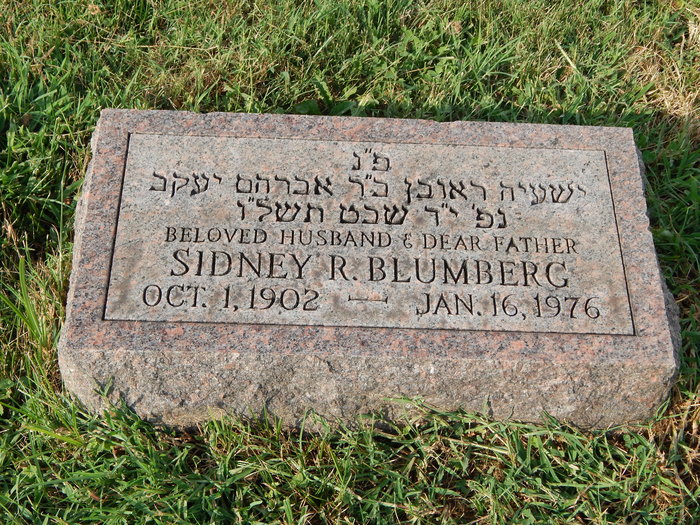 פ"נ
ישעיה ראובן ב"ר אברהם יעקב
נפ' י"ד שבט תשל"ו
BELOVED HUSBAND & DEAR FATHER
SIDNEY R. BLUMBERG
OCT. 1, 1902 — JAN. 16, 1976